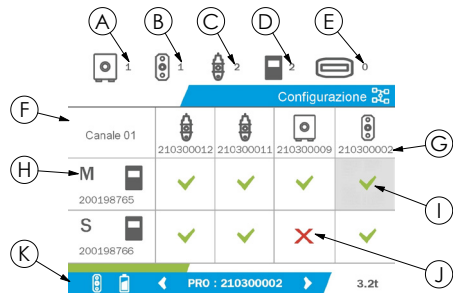 A B C D E
1 1 2 2 0
Configurazione
F
Canale 01
210300012 210300011 210300009 210300002
G
H
M
200198765
I
S
200198766
J
K
PRO : 210300002
3.2t